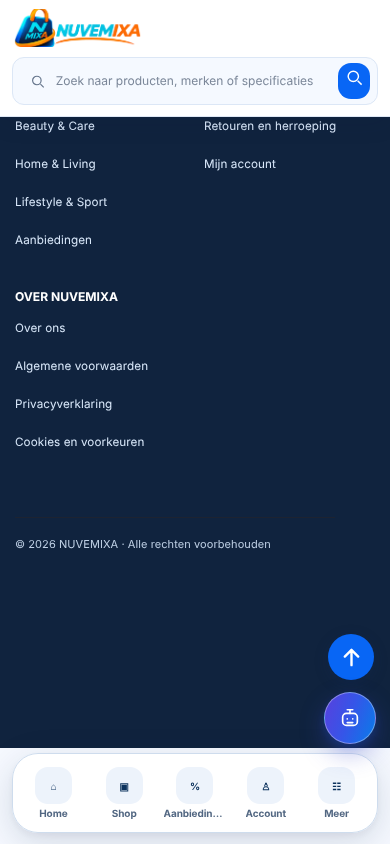 NUVEMIXA
Zoek naar producten, merken of specificaties
Beauty & Care
Retouren en herroeping
Home & Living
Mijn account
Lifestyle & Sport
Aanbiedingen
OVER NUVEMIXA
Over ons
Algemene voorwaarden
Privacyverklaring
Cookies en voorkeuren
© 2026 NUVEMIXA · Alle rechten voorbehouden
Home
Shop
%
Aanbiedin...
Account
Meer